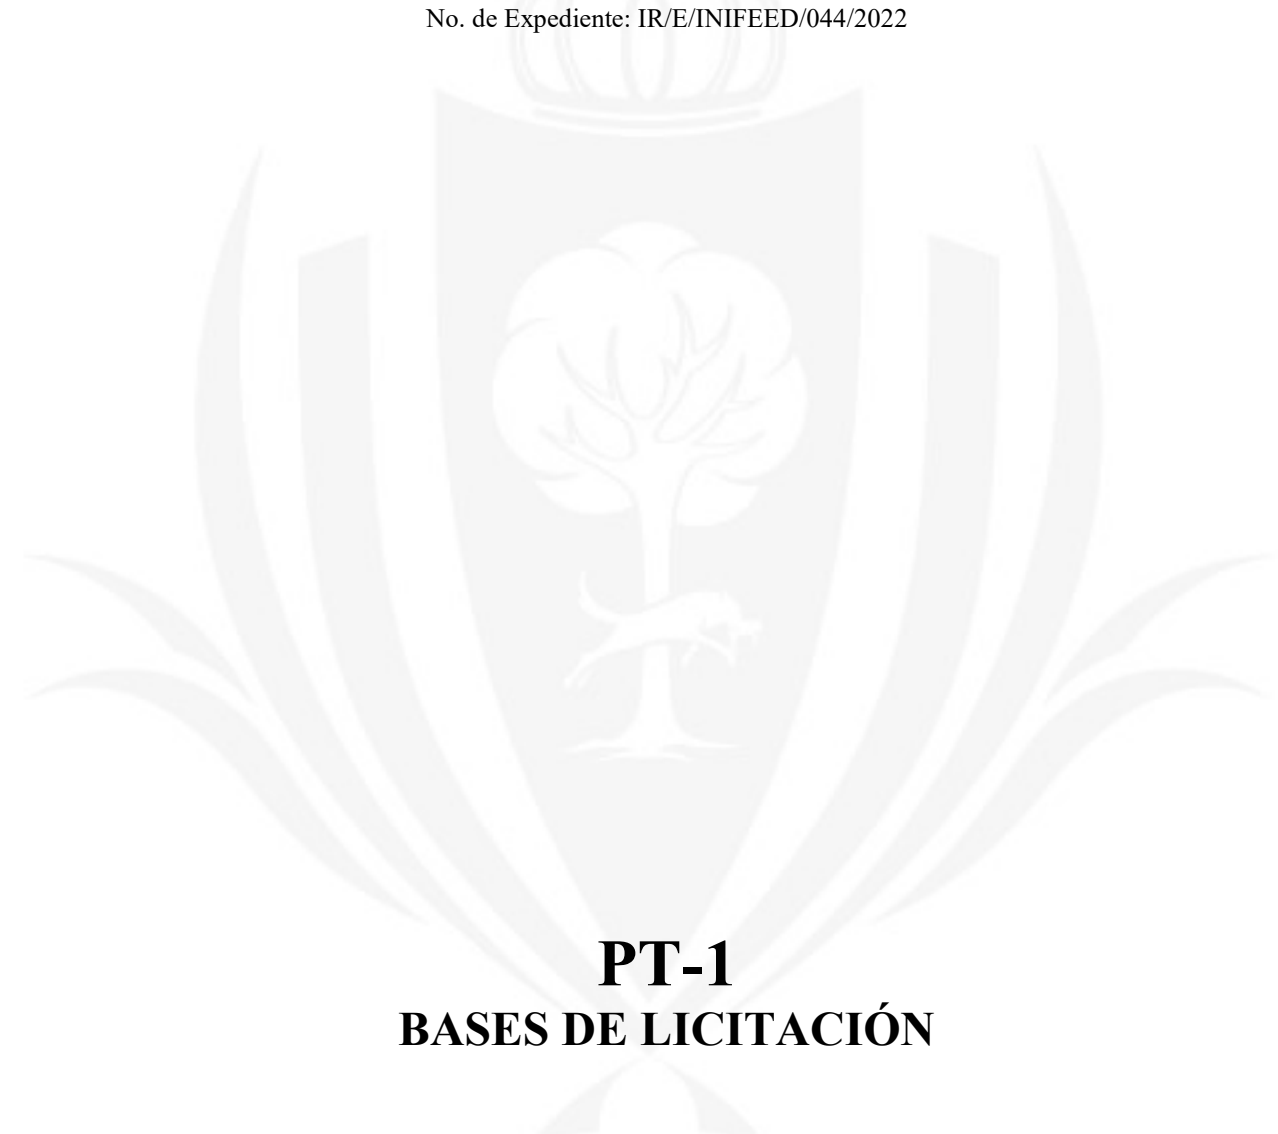 No. de Expediente: IR/E/INIFEED/044/2022
PT-1
BASES DE LICITACIÓN